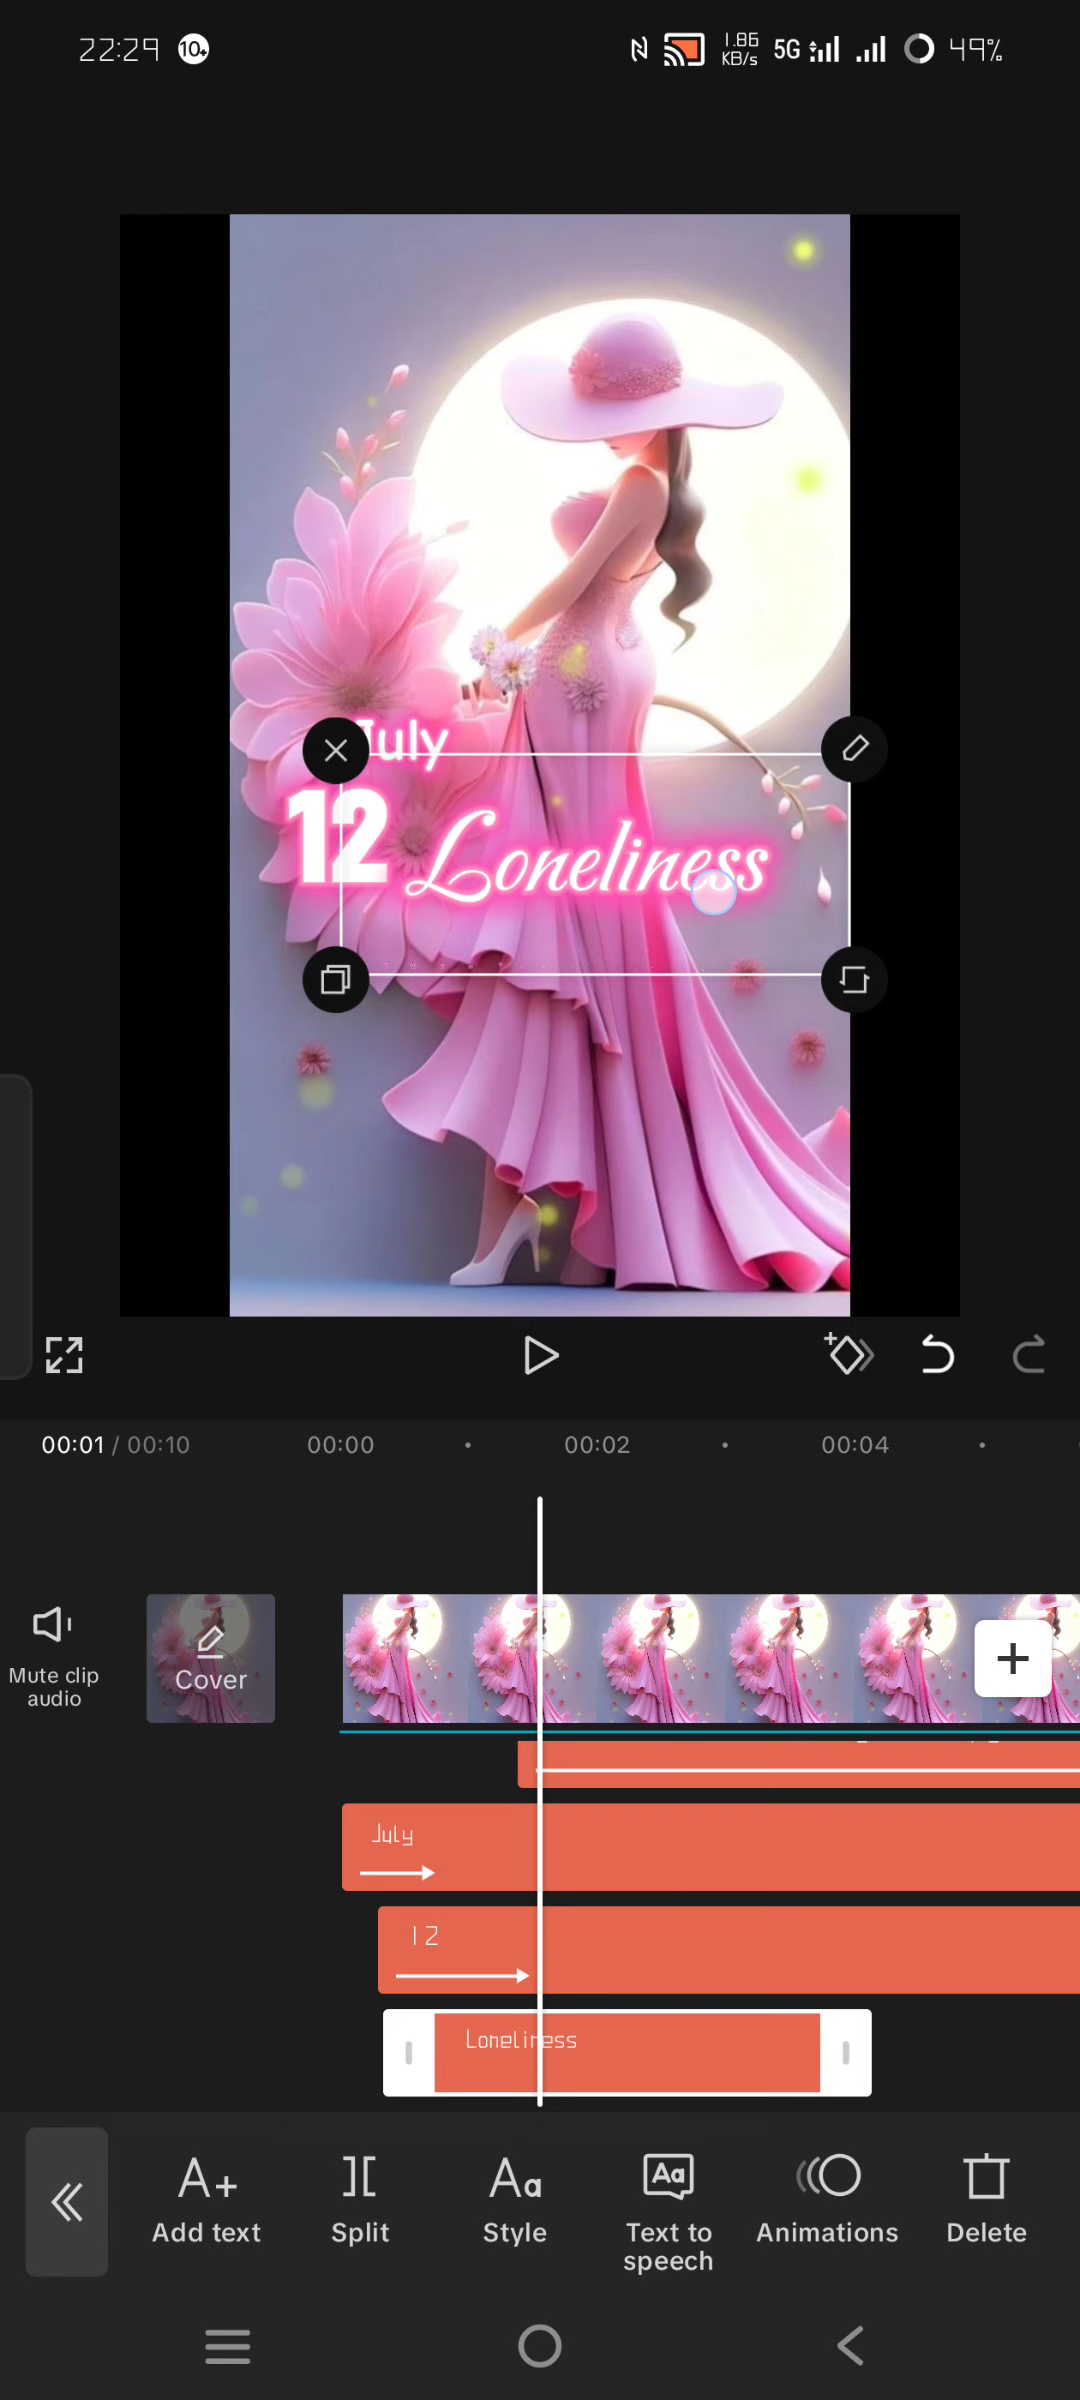 22:29 10+ 1.86 KB/s 5G 49%
July
12 Loneliness
00:01 / 00:10 00:00 00:02 00:04
Mute clip
audio
Cover
July
12
Loneliness
Add text
Split
Style
Text to
speech
Animations
Delete